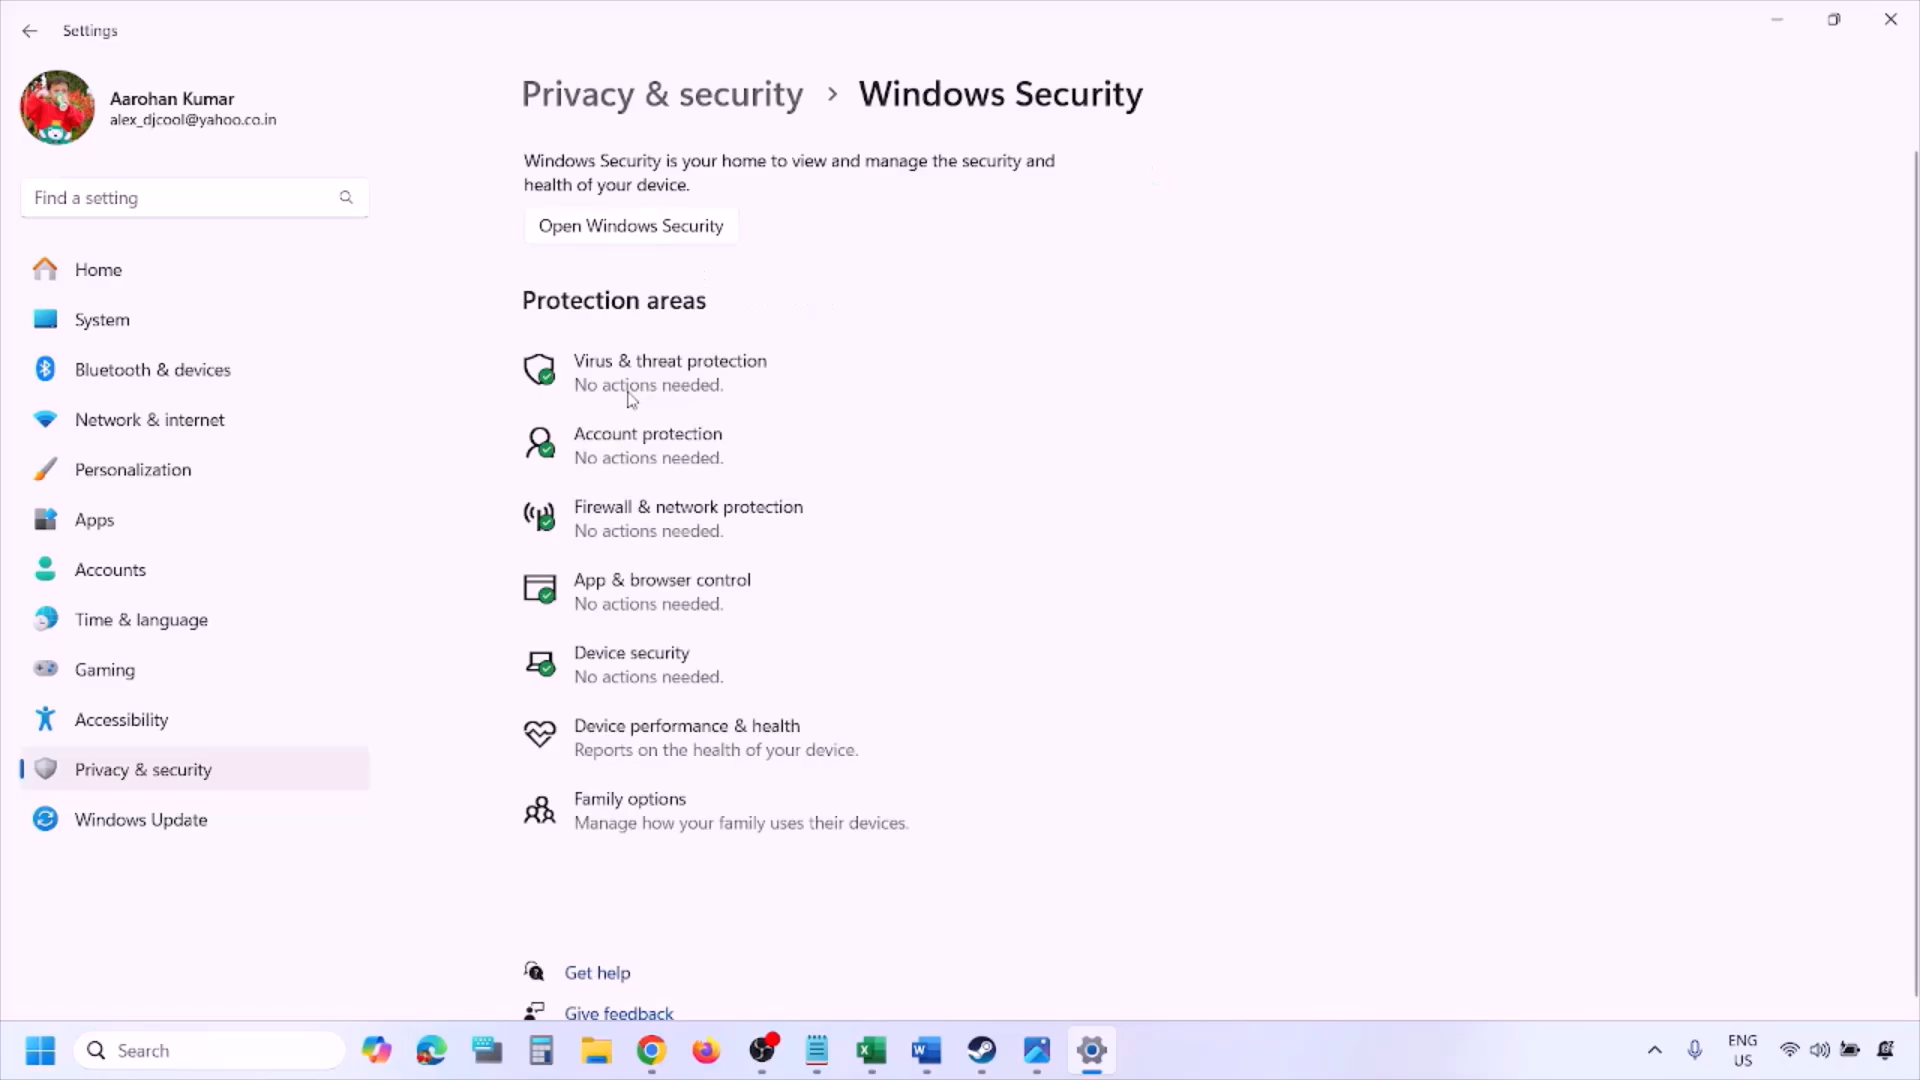 Settings
Aarohan Kumar
alex_djcool@yahoo.co.in
Find a setting
Home
System
Bluetooth & devices
Network & internet
Personalization
Apps
Accounts
Time & language
Gaming
Accessibility
Privacy & security
Windows Update
Privacy & security > Windows Security
Windows Security is your home to view and manage the security and
health of your device.
Open Windows Security
Protection areas
Virus & threat protection
No actions needed.
Account protection
No actions needed.
Firewall & network protection
No actions needed.
App & browser control
No actions needed.
Device security
No actions needed.
Device performance & health
Reports on the health of your device.
Family options
Manage how your family uses their devices.
Get help
Give feedback
Search
ENG
US